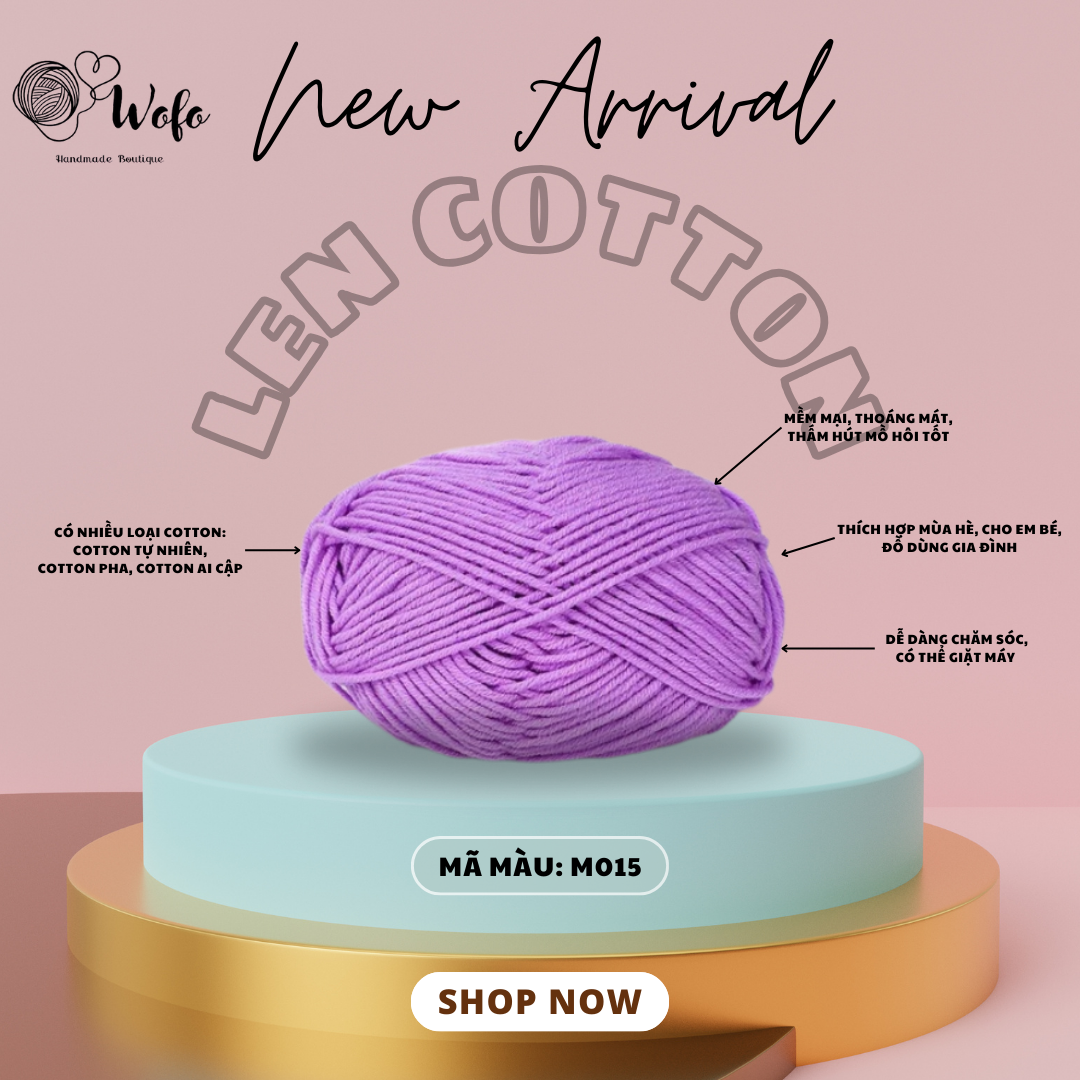 Wofo
Handmade Boutique
New Arrival
LEN COTTON
MỀM MẠI, THOÁNG MÁT,
THẤM HÚT MỒ HÔI TỐT
CÓ NHIỀU LOẠI COTTON:
COTTON TỰ NHIÊN,
COTTON PHA, COTTON AI CẬP
THÍCH HỢP MÙA HÈ, CHO EM BÉ,
ĐỒ DÙNG GIA ĐÌNH
DỄ DÀNG CHĂM SÓC,
CÓ THỂ GIẶT MÁY
MÃ MÀU: M015
SHOP NOW